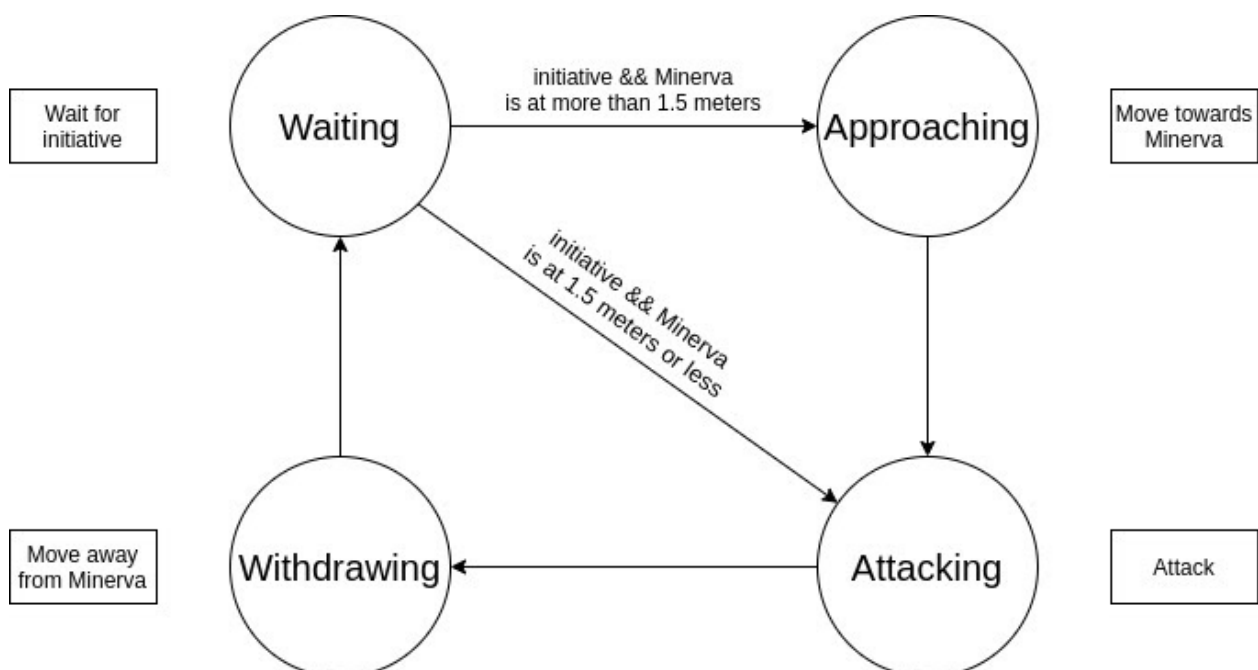 initiative && Minerva
is at more than 1.5 meters
Wait for
initiative
Waiting
Approaching
Move towards
Minerva
initiative && Minerva
is at 1.5 meters or less
Move away
from Minerva
Withdrawing
Attacking
Attack